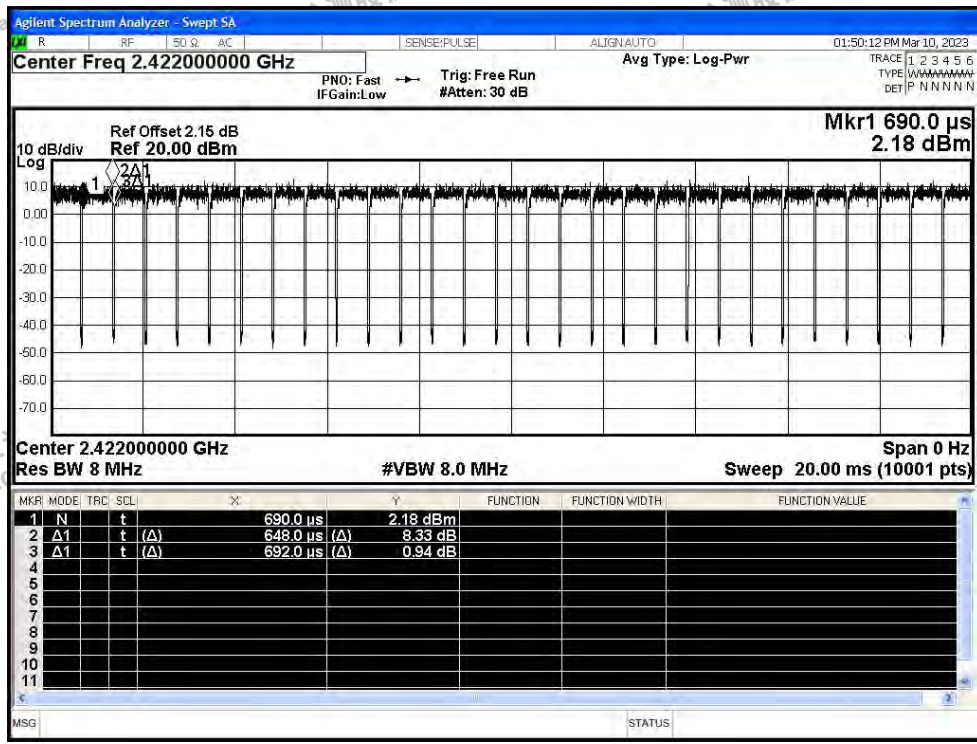 Agilent Spectrum Analyzer - Swept SA
R RF 50 Ω AC SENSE:PULSE ALIGNAUTO 01:50:12 PM Mar 10, 2023
Center Freq 2.422000000 GHz
Avg Type: Log-Pwr
TRACE 1 2 3 4 5 6
PNO: Fast Trig: Free Run
TYPE WWWWWW
IFGain:Low #Atten: 30 dB
DET P N N N N N
Mkr1 690.0 µs
2.18 dBm
Ref Offset 2.15 dB
10 dB/div Ref 20.00 dBm
Log
2Δ1
1 3Δ1
10.0
0.00
-10.0
-20.0
-30.0
-40.0
-50.0
-60.0
-70.0
Center 2.422000000 GHz Span 0 Hz
Res BW 8 MHz #VBW 8.0 MHz Sweep 20.00 ms (10001 pts)
MKR MODE TRC SCL X Y FUNCTION FUNCTION WIDTH FUNCTION VALUE
1 N t 690.0 µs 2.18 dBm
2 Δ1 t (Δ) 648.0 µs (Δ) 8.33 dB
3 Δ1 t (Δ) 692.0 µs (Δ) 0.94 dB
4
5
6
7
8
9
10
11
MSG STATUS